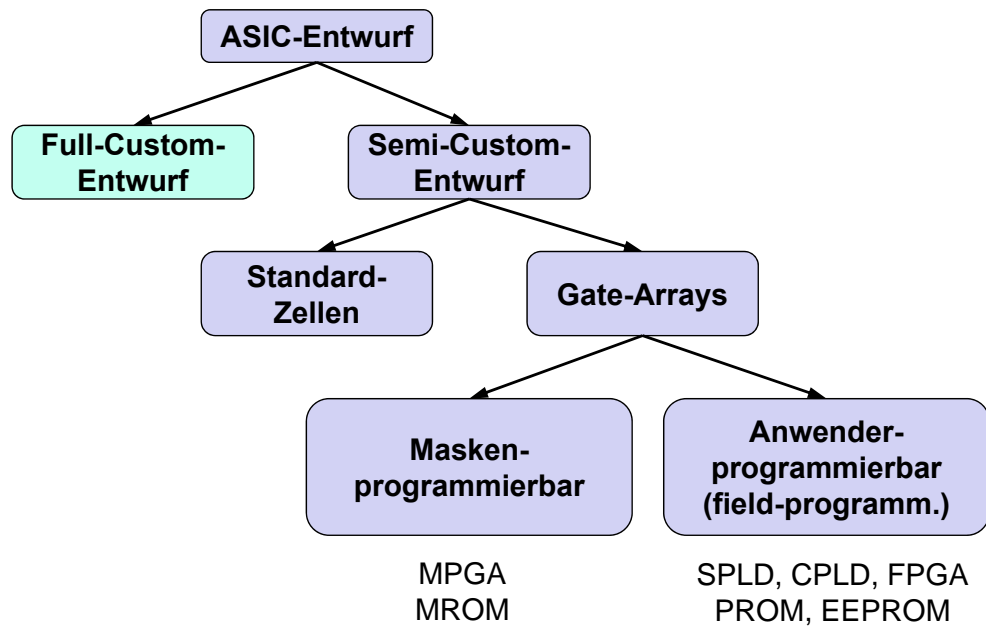 ASIC-Entwurf
Full-Custom-
Entwurf
Semi-Custom-
Entwurf
Standard-
Zellen
Gate-Arrays
Masken-
programmierbar
Anwender-
programmierbar
(field-programm.)
MPGA
MROM
SPLD, CPLD, FPGA
PROM, EEPROM